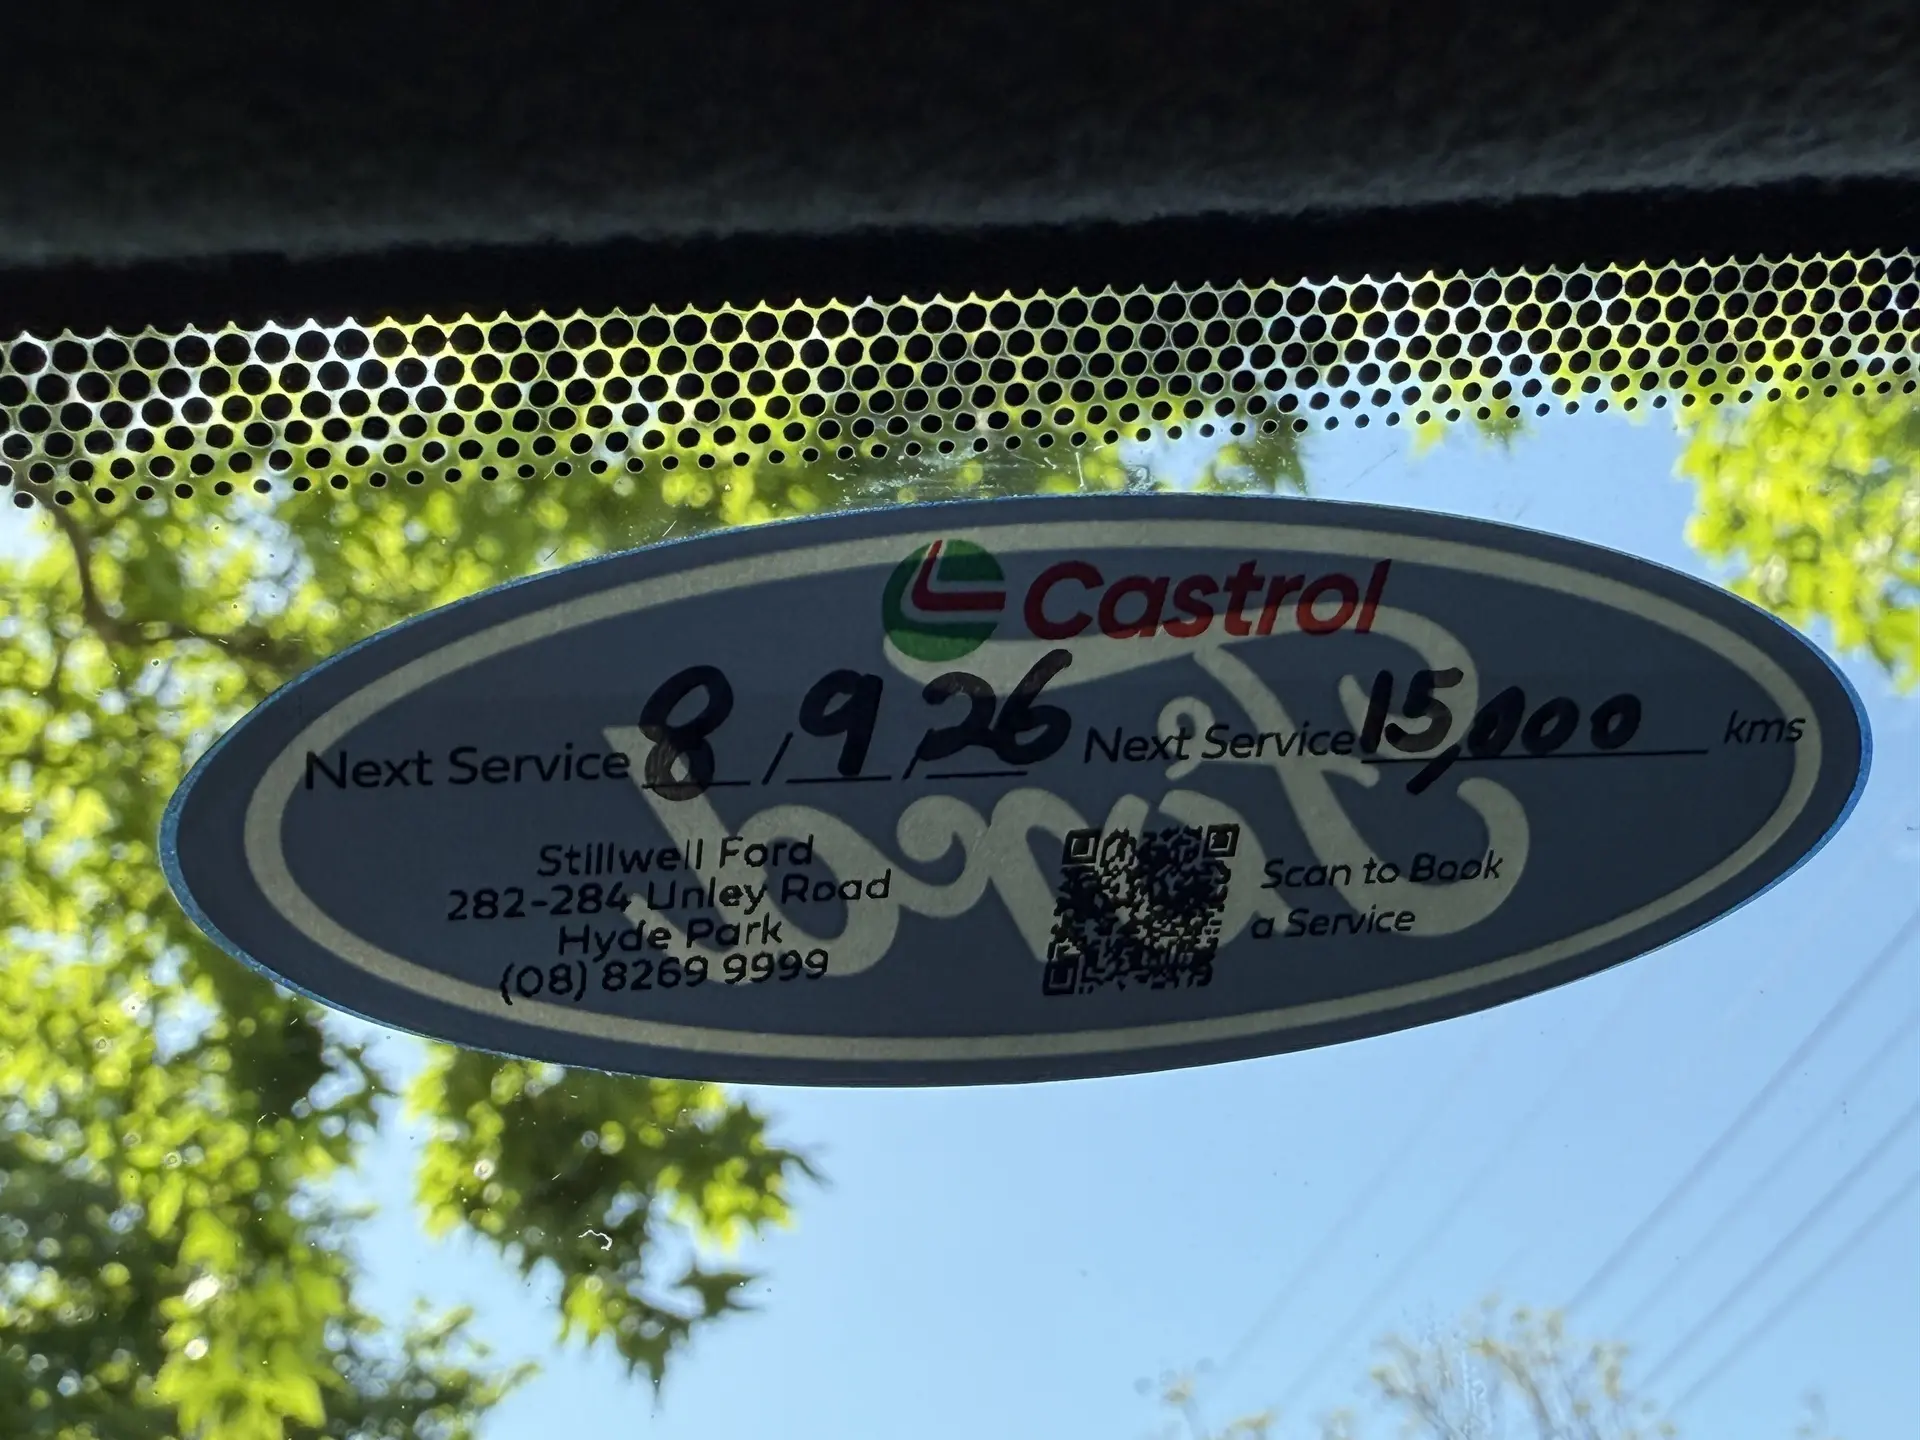 Castrol
Next Service 8/9/26 Next Service 15,000 kms
Stillwell Ford
282-284 Unley Road
Hyde Park
(08) 8269 9999
Scan to Book
a Service
Ford